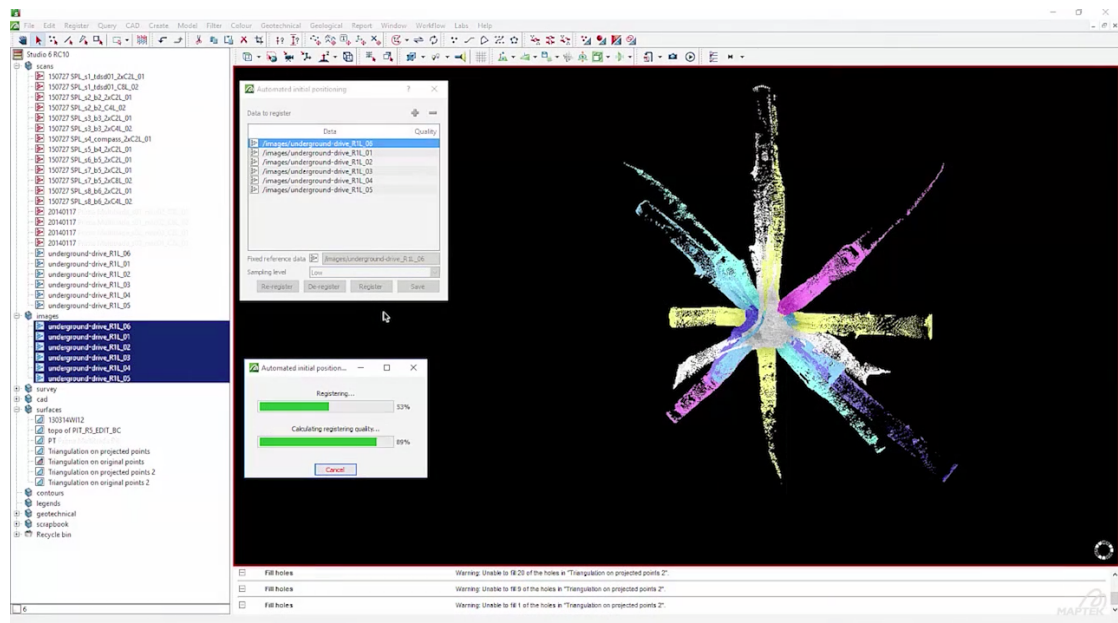 File Edit Register Query CAD Create Model Filter Colour Geotechnical Geological Report Window Workflow Labs Help
Studio 6 RC10
scans
150727 SPL_s1_tdsd01_2xC2L_01
150727 SPL_s1_tdsd01_C8L_02
150727 SPL_s2_b2_2xC2L_01
150727 SPL_s2_b2_C4L_02
150727 SPL_s3_b3_2xC2L_01
150727 SPL_s3_b3_2xC4L_02
150727 SPL_s4_compass_2xC2L_01
150727 SPL_s5_b4_2xC2L_01
150727 SPL_s6_b5_2xC2L_01
150727 SPL_s7_b5_2xC2L_01
150727 SPL_s7_b5_2xC8L_02
150727 SPL_s8_b6_2xC2L_01
150727 SPL_s8_b6_2xC4L_02
20140117
20140117
20140117
20140117
underground-drive_R1L_06
underground-drive_R1L_01
underground-drive_R1L_02
underground-drive_R1L_03
underground-drive_R1L_04
underground-drive_R1L_05
images
underground-drive_R1L_06
underground-drive_R1L_01
underground-drive_R1L_02
underground-drive_R1L_03
underground-drive_R1L_04
underground-drive_R1L_05
survey
cad
surfaces
130314WI12
topo of PIT_RS_EDIT_BC
PT
Triangulation on projected points
Triangulation on original points
Triangulation on projected points 2
Triangulation on original points 2
contours
legends
geotechnical
scrapbook
Recycle bin
6
Automated initial positioning
Data to register
Data Quality
/images/underground-drive_R1L_06
/images/underground-drive_R1L_01
/images/underground-drive_R1L_02
/images/underground-drive_R1L_03
/images/underground-drive_R1L_04
/images/underground-drive_R1L_05
Fixed reference data /images/underground-drive_R1L_06
Sampling level Low
Re-register De-register Register Save
Automated initial position...
Registering...
53%
Calculating registering quality...
89%
Cancel
Fill holes Warning: Unable to fill 20 of the holes in "Triangulation on projected points 2".
Fill holes Warning: Unable to fill 9 of the holes in "Triangulation on projected points 2".
Fill holes Warning: Unable to fill 1 of the holes in "Triangulation on projected points 2".
MAPTEK